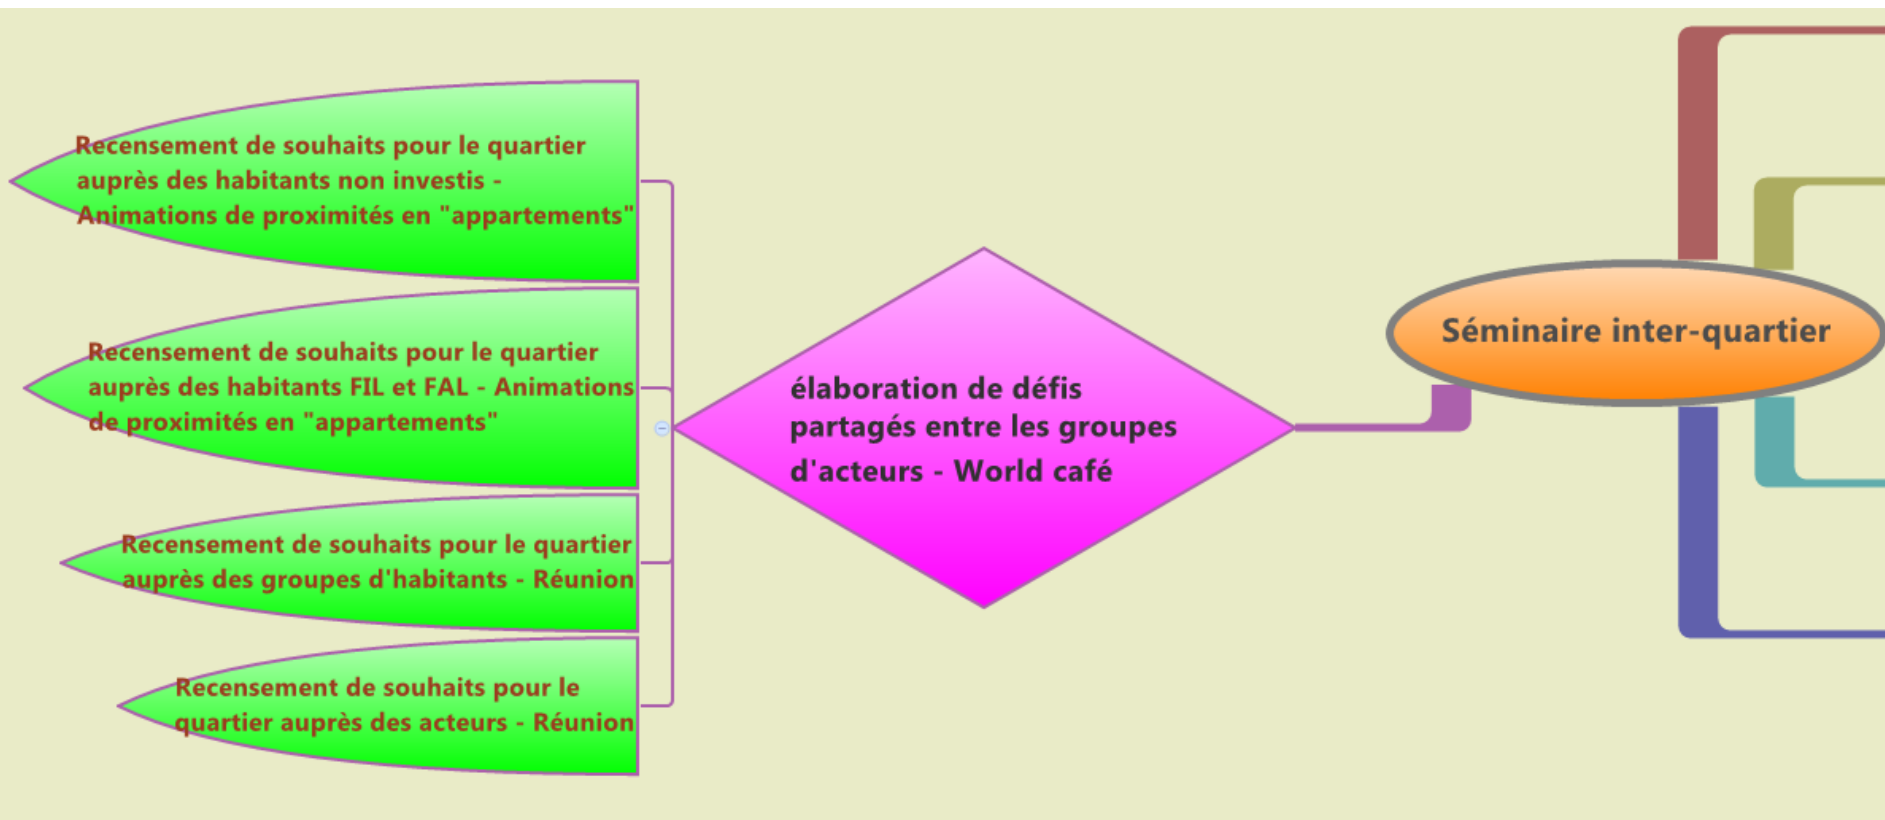 Recensement de souhaits pour le quartier
auprès des habitants non investis -
Animations de proximités en "appartements"
Recensement de souhaits pour le quartier
auprès des habitants FIL et FAL - Animations
de proximités en "appartements"
Recensement de souhaits pour le quartier
auprès des groupes d'habitants - Réunion
Recensement de souhaits pour le
quartier auprès des acteurs - Réunion
élaboration de défis
partagés entre les groupes
d'acteurs - World café
Séminaire inter-quartier